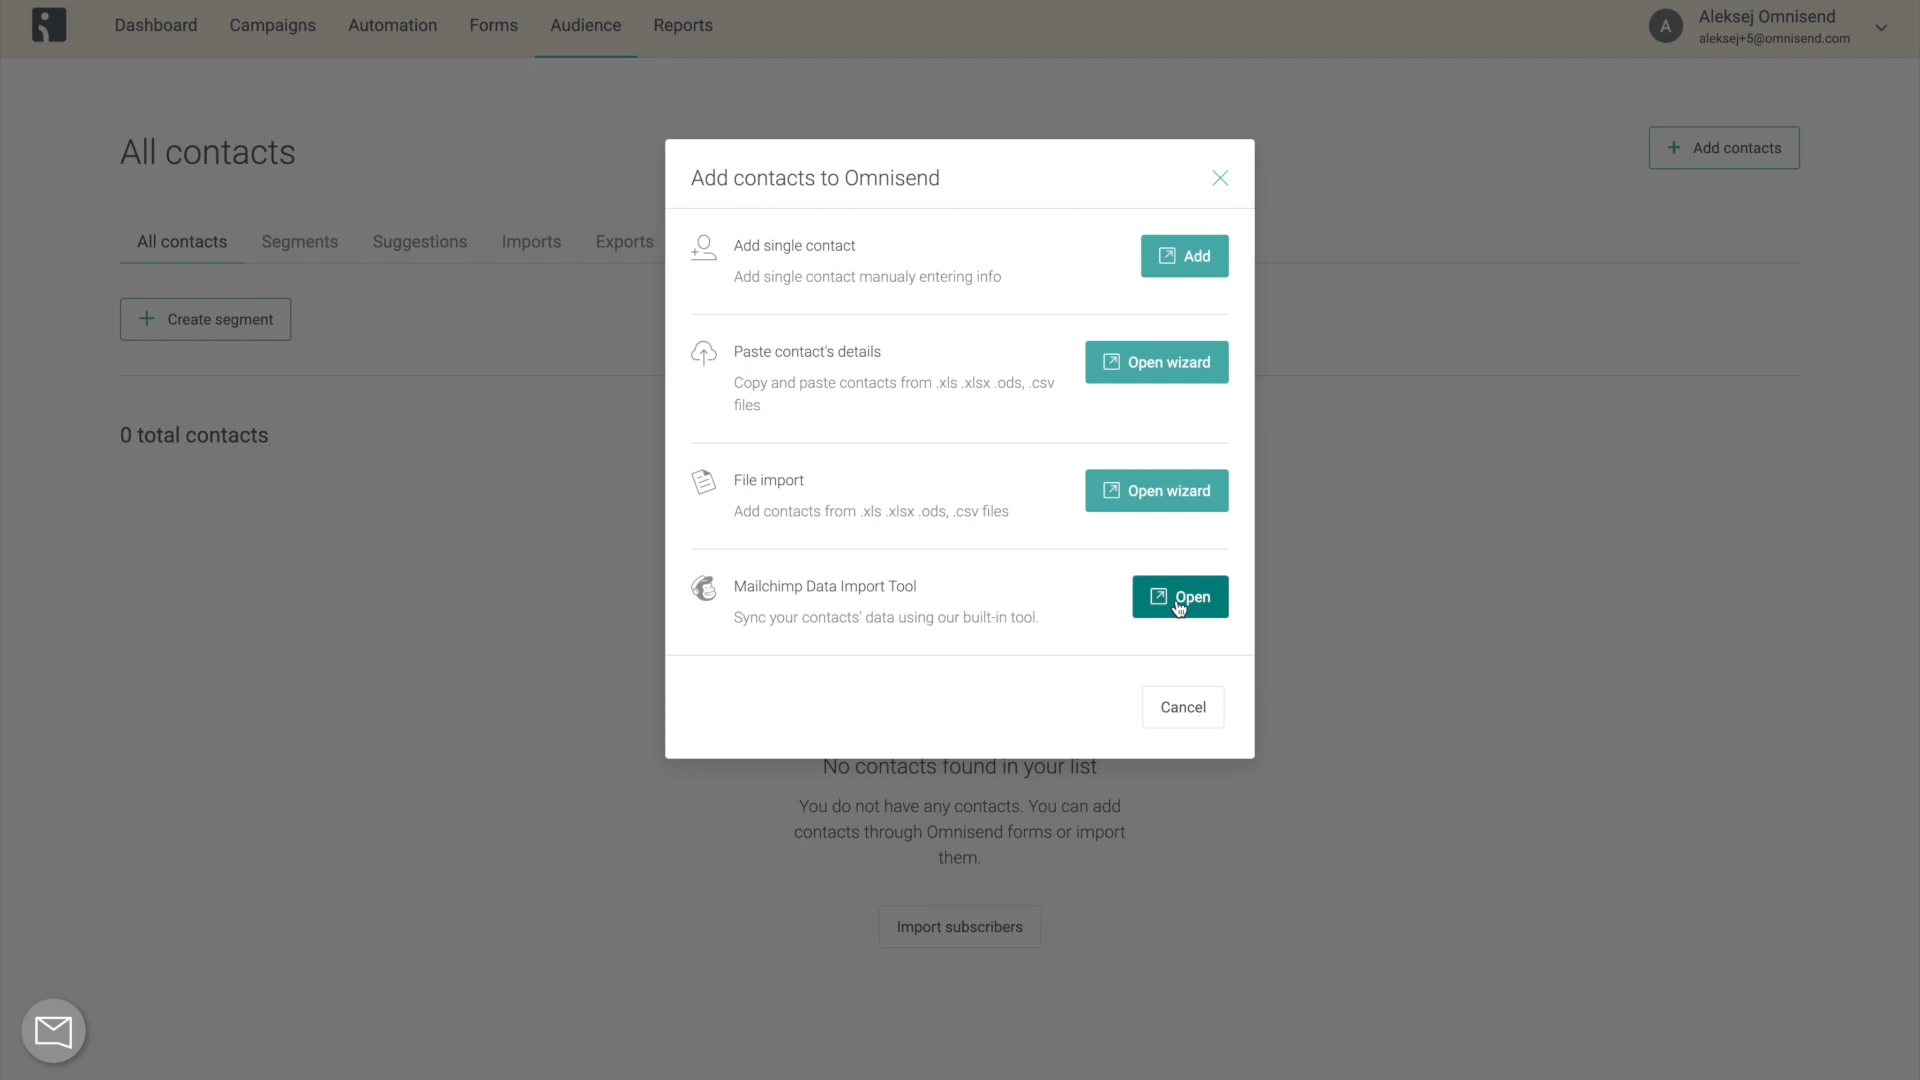 Dashboard Campaigns Automation Forms Audience Reports
A
Aleksej Omnisend
aleksej+5@omnisend.com
All contacts
+ Add contacts
All contacts Segments Suggestions Imports Exports
+ Create segment
0 total contacts
Add contacts to Omnisend
Add single contact
Add single contact manualy entering info
Add
Paste contact's details
Copy and paste contacts from .xls .xlsx .ods, .csv
files
Open wizard
File import
Add contacts from .xls .xlsx .ods, .csv files
Open wizard
Mailchimp Data Import Tool
Sync your contacts' data using our built-in tool.
Open
Cancel
No contacts found in your list
You do not have any contacts. You can add
contacts through Omnisend forms or import
them.
Import subscribers